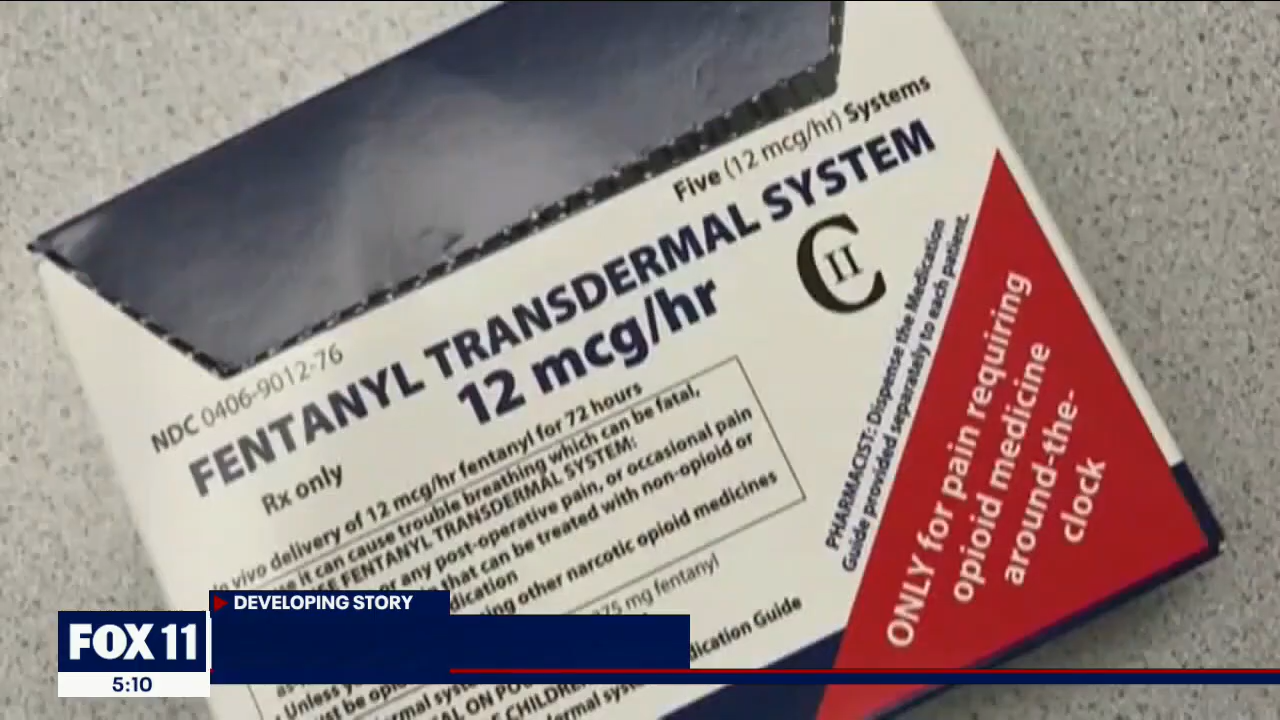 Five (12 mcg/hr) Systems
NDC 0406-9012-76
FENTANYL TRANSDERMAL SYSTEM
12 mcg/hr
CII
Rx only
In vivo delivery of 12 mcg/hr fentanyl for 72 hours
it can cause trouble breathing which can be fatal,
FENTANYL TRANSDERMAL SYSTEM:
any post-operative pain, or occasional pain
that can be treated with non-opioid or
other narcotic opioid medicines
mg fentanyl
Medication Guide
Unless
PHARMACIST: Dispense the Medication
Guide provided separately to each patient
ONLY for pain requiring
opioid medicine
around-the-
clock
DEVELOPING STORY
FOX 11
5:10